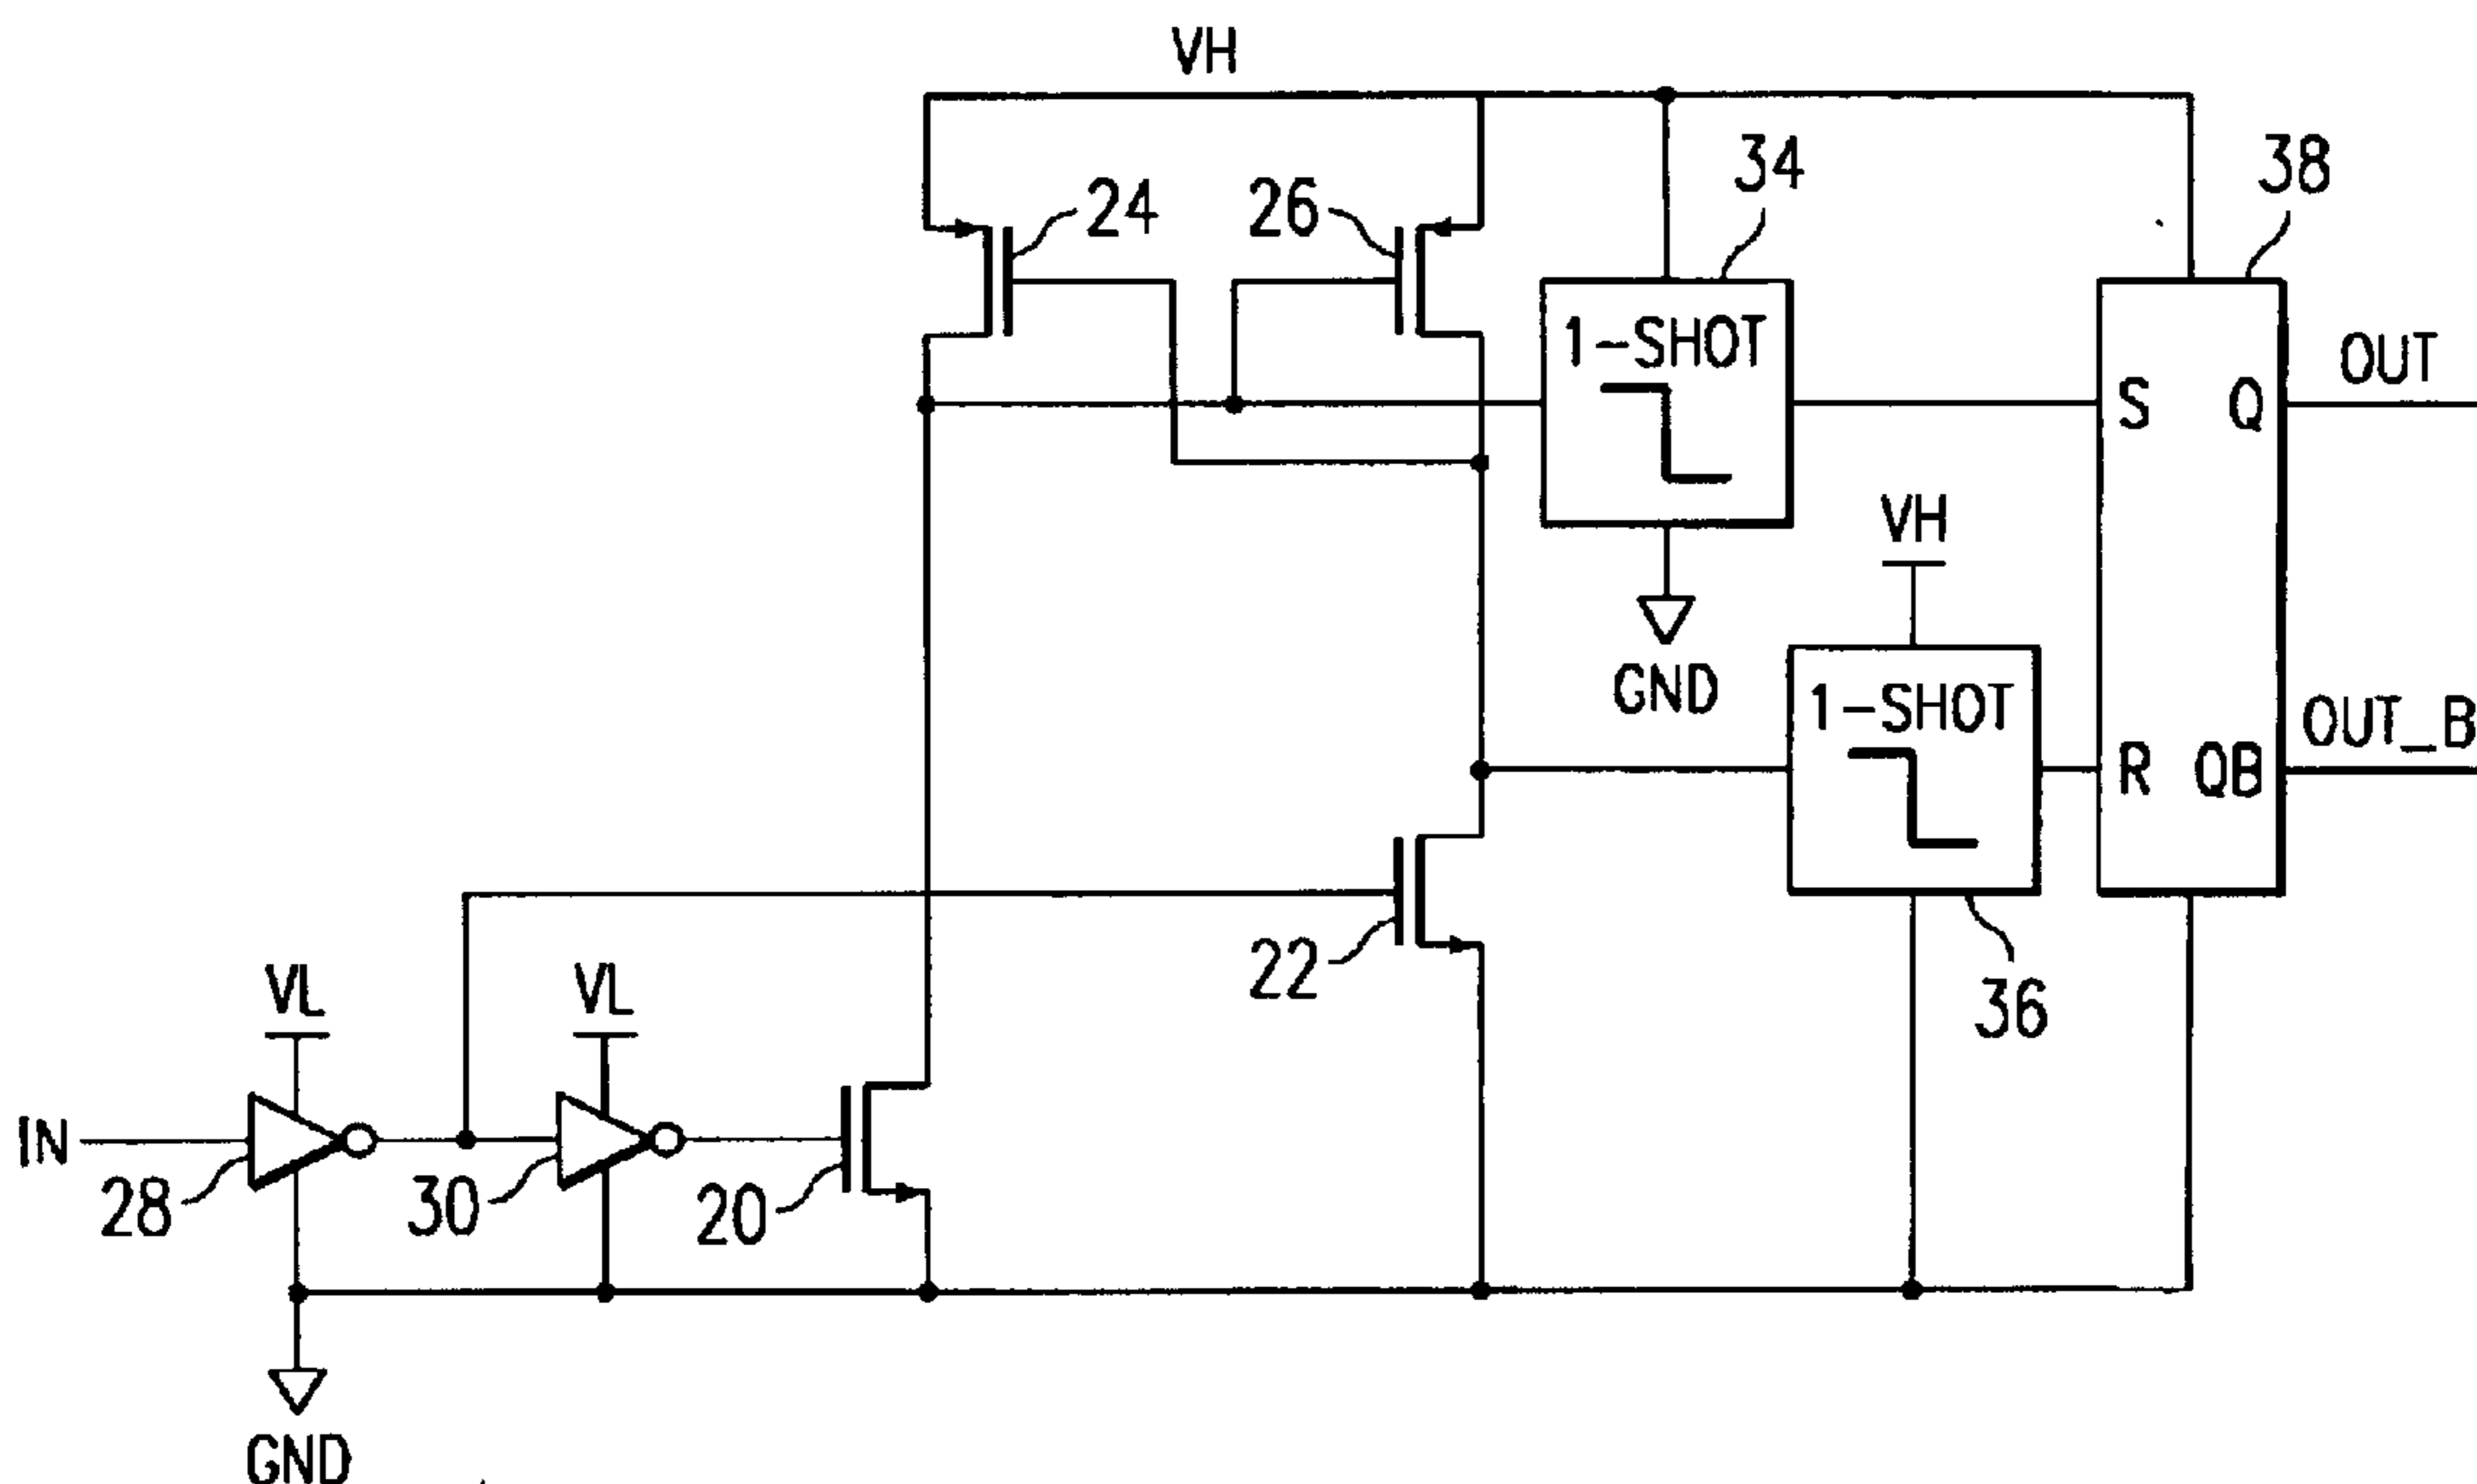 VH
34
38
24
26
1-SHOT
OUT
S
Q
VH
GND
1-SHOT
OUT_B
R
QB
22
VL
VL
36
IN
28
30
20
GND